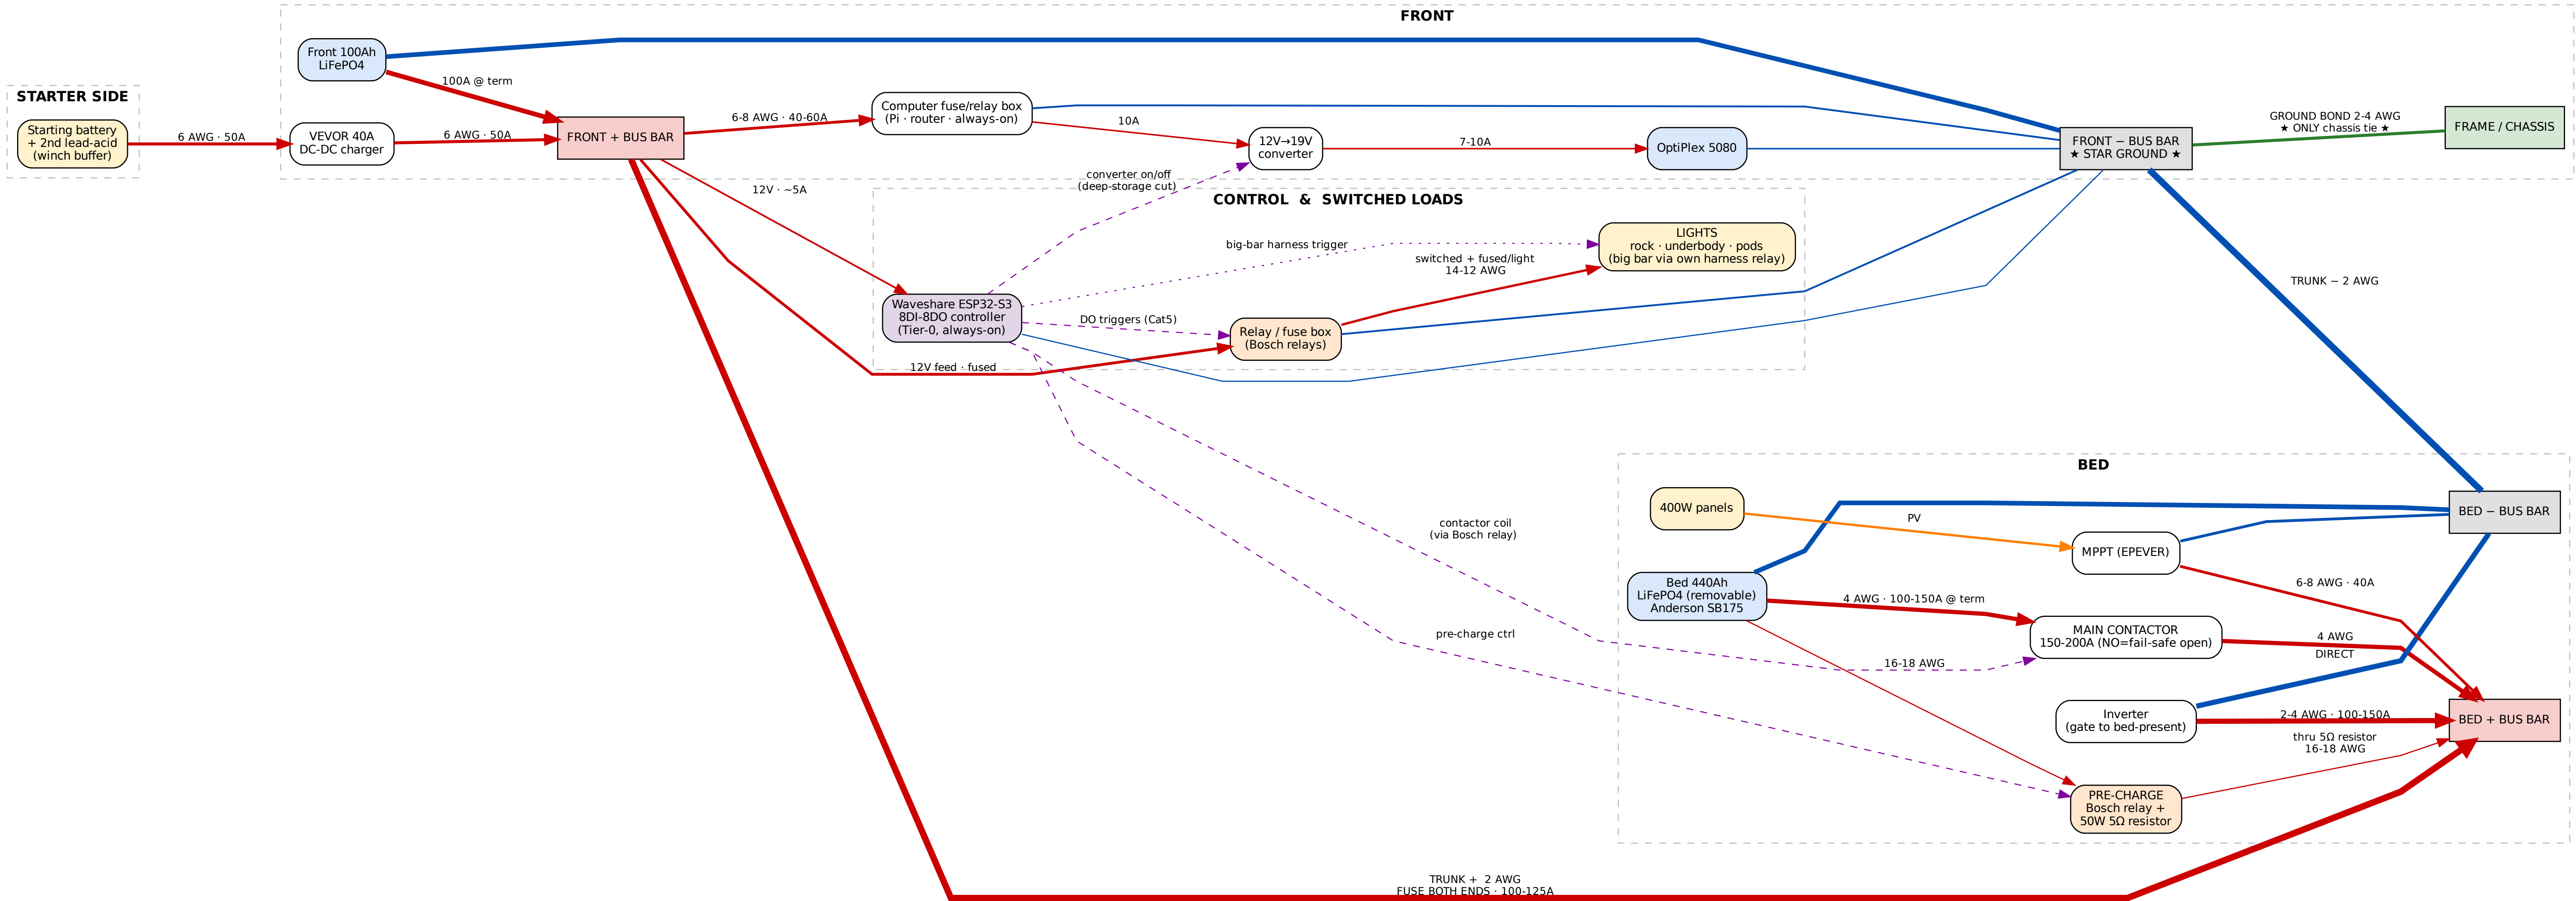 FRONT
Front 100Ah
LiFePO4
100A @ term
STARTER SIDE
Starting battery
+ 2nd lead-acid
(winch buffer)
6 AWG · 50A
VEVOR 40A
DC-DC charger
6 AWG · 50A
FRONT + BUS BAR
6-8 AWG · 40-60A
Computer fuse/relay box
(Pi · router · always-on)
10A
12V→19V
converter
7-10A
OptiPlex 5080
FRONT − BUS BAR
★ STAR GROUND ★
GROUND BOND 2-4 AWG
★ ONLY chassis tie ★
FRAME / CHASSIS
12V · ~5A
converter on/off
(deep-storage cut)
CONTROL & SWITCHED LOADS
big-bar harness trigger
LIGHTS
rock · underbody · pods
(big bar via own harness relay)
switched + fused/light
14-12 AWG
Waveshare ESP32-S3
8DI-8DO controller
(Tier-0, always-on)
DO triggers (Cat5)
Relay / fuse box
(Bosch relays)
12V feed · fused
TRUNK − 2 AWG
BED
400W panels
PV
BED − BUS BAR
MPPT (EPEVER)
contactor coil
(via Bosch relay)
6-8 AWG · 40A
Bed 440Ah
LiFePO4 (removable)
Anderson SB175
4 AWG · 100-150A @ term
MAIN CONTACTOR
150-200A (NO=fail-safe open)
4 AWG
DIRECT
pre-charge ctrl
16-18 AWG
Inverter
(gate to bed-present)
2-4 AWG · 100-150A
BED + BUS BAR
thru 5Ω resistor
16-18 AWG
PRE-CHARGE
Bosch relay +
50W 5Ω resistor
TRUNK + 2 AWG
FUSE BOTH ENDS · 100-125A